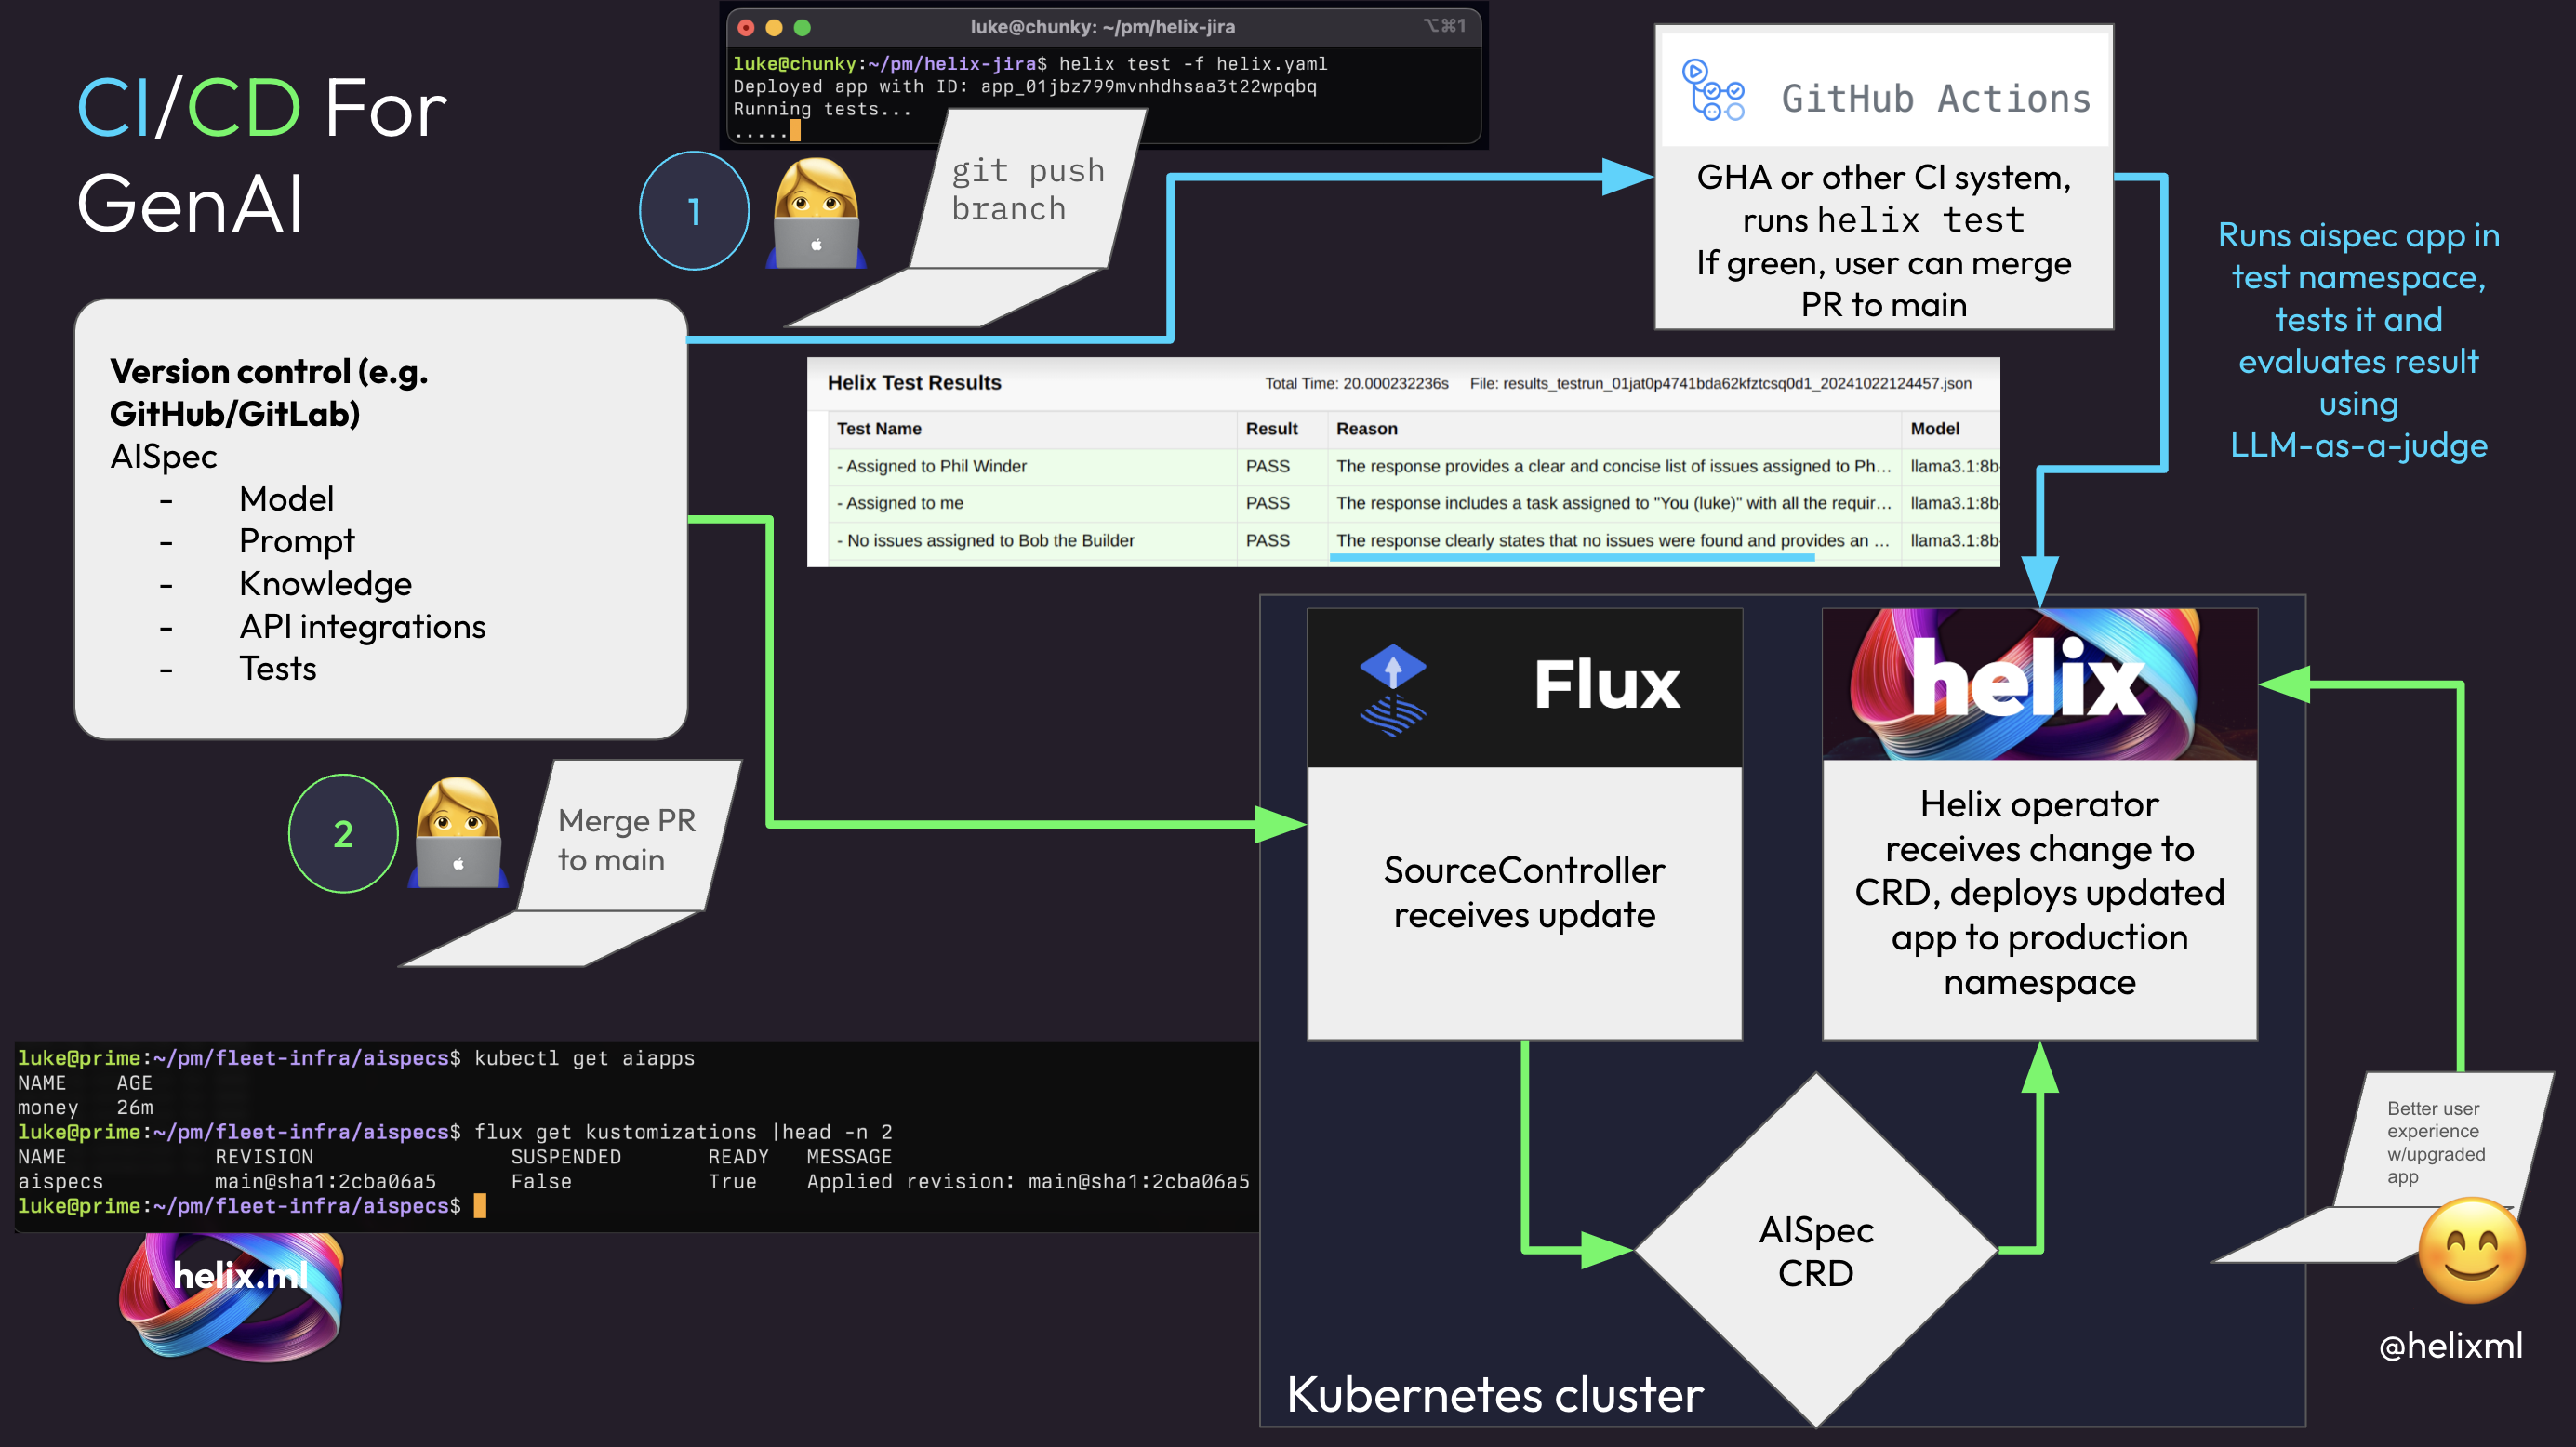 CI/CD For
GenAI
luke@chunky: ~/pm/helix-jira
⌥⌘1
luke@chunky:~/pm/helix-jira$ helix test -f helix.yaml
Deployed app with ID: app_01jbz799mvnhdhsaa3t22wpqbq
Running tests...
.....
1
git push
branch
GitHub Actions
GHA or other CI system,
runs helix test
If green, user can merge
PR to main
Runs aispec app in
test namespace,
tests it and
evaluates result
using
LLM-as-a-judge
Version control (e.g.
GitHub/GitLab)
AISpec
- Model
- Prompt
- Knowledge
- API integrations
- Tests
Helix Test Results
Total Time: 20.000232236s File: results_testrun_01jat0p4741bda62kfztcsq0d1_20241022124457.json
Test Name Result Reason Model
- Assigned to Phil Winder PASS The response provides a clear and concise list of issues assigned to Ph... llama3.1:8b
- Assigned to me PASS The response includes a task assigned to "You (luke)" with all the requir... llama3.1:8b
- No issues assigned to Bob the Builder PASS The response clearly states that no issues were found and provides an ... llama3.1:8b
2
Merge PR
to main
Flux
SourceController
receives update
helix
Helix operator
receives change to
CRD, deploys updated
app to production
namespace
AISpec
CRD
Kubernetes cluster
luke@prime:~/pm/fleet-infra/aispecs$ kubectl get aiapps
NAME AGE
money 26m
luke@prime:~/pm/fleet-infra/aispecs$ flux get kustomizations |head -n 2
NAME REVISION SUSPENDED READY MESSAGE
aispecs main@sha1:2cba06a5 False True Applied revision: main@sha1:2cba06a5
luke@prime:~/pm/fleet-infra/aispecs$
helix.ml
Better user
experience
w/upgraded
app
@helixml